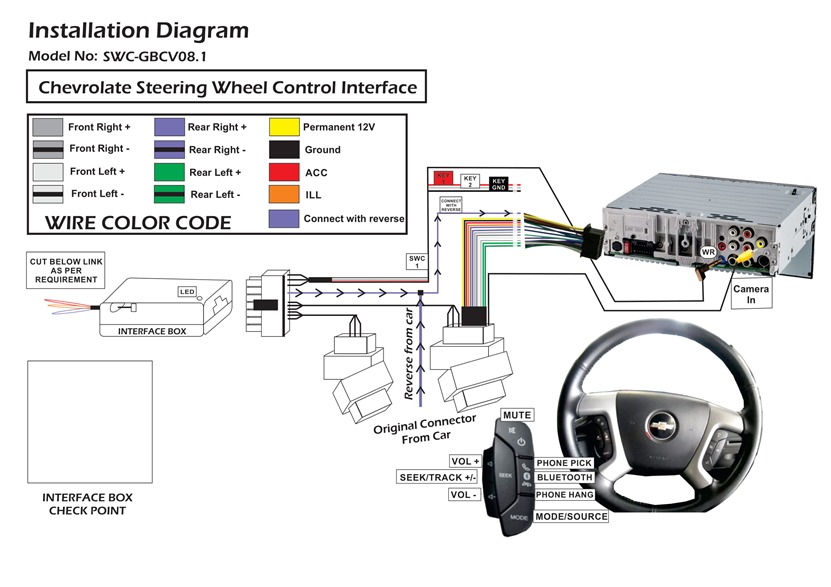 Installation Diagram
Model No: SWC-GBCV08.1
Chevrolate Steering Wheel Control Interface
Front Right +
Rear Right +
Permanent 12V
Front Right -
Rear Right -
Ground
Front Left +
Rear Left +
ACC
Front Left -
Rear Left -
ILL
WIRE COLOR CODE
Connect with reverse
KEY
1
KEY
2
KEY
GND
CONNECT
WITH
REVERSE
CUT BELOW LINK
AS PER
REQUIREMENT
LED
INTERFACE BOX
SWC
1
WR
Camera
In
Reverse from car
Original Connector
From Car
INTERFACE BOX
CHECK POINT
MUTE
VOL +
SEEK/TRACK +/-
VOL -
SEEK
MODE
PHONE PICK
BLUETOOTH
PHONE HANG
MODE/SOURCE